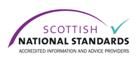 SCOTTISH
NATIONAL STANDARDS
ACCREDITED INFORMATION AND ADVICE PROVIDERS